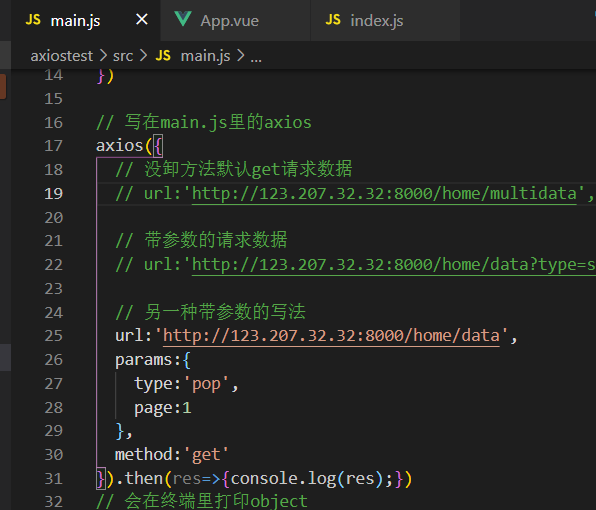 JS main.js × App.vue JS index.js
axiostest > src > JS main.js > ...
14 })
15
16 // 写在main.js里的axios
17 axios({
18 // 没卸方法默认get请求数据
19 // url:'http://123.207.32.32:8000/home/multidata',
20
21 // 带参数的请求数据
22 // url:'http://123.207.32.32:8000/home/data?type=s
23
24 // 另一种带参数的写法
25 url:'http://123.207.32.32:8000/home/data',
26 params:{
27 type:'pop',
28 page:1
29 },
30 method:'get'
31 }).then(res=>{console.log(res);})
32 // 会在终端里打印object